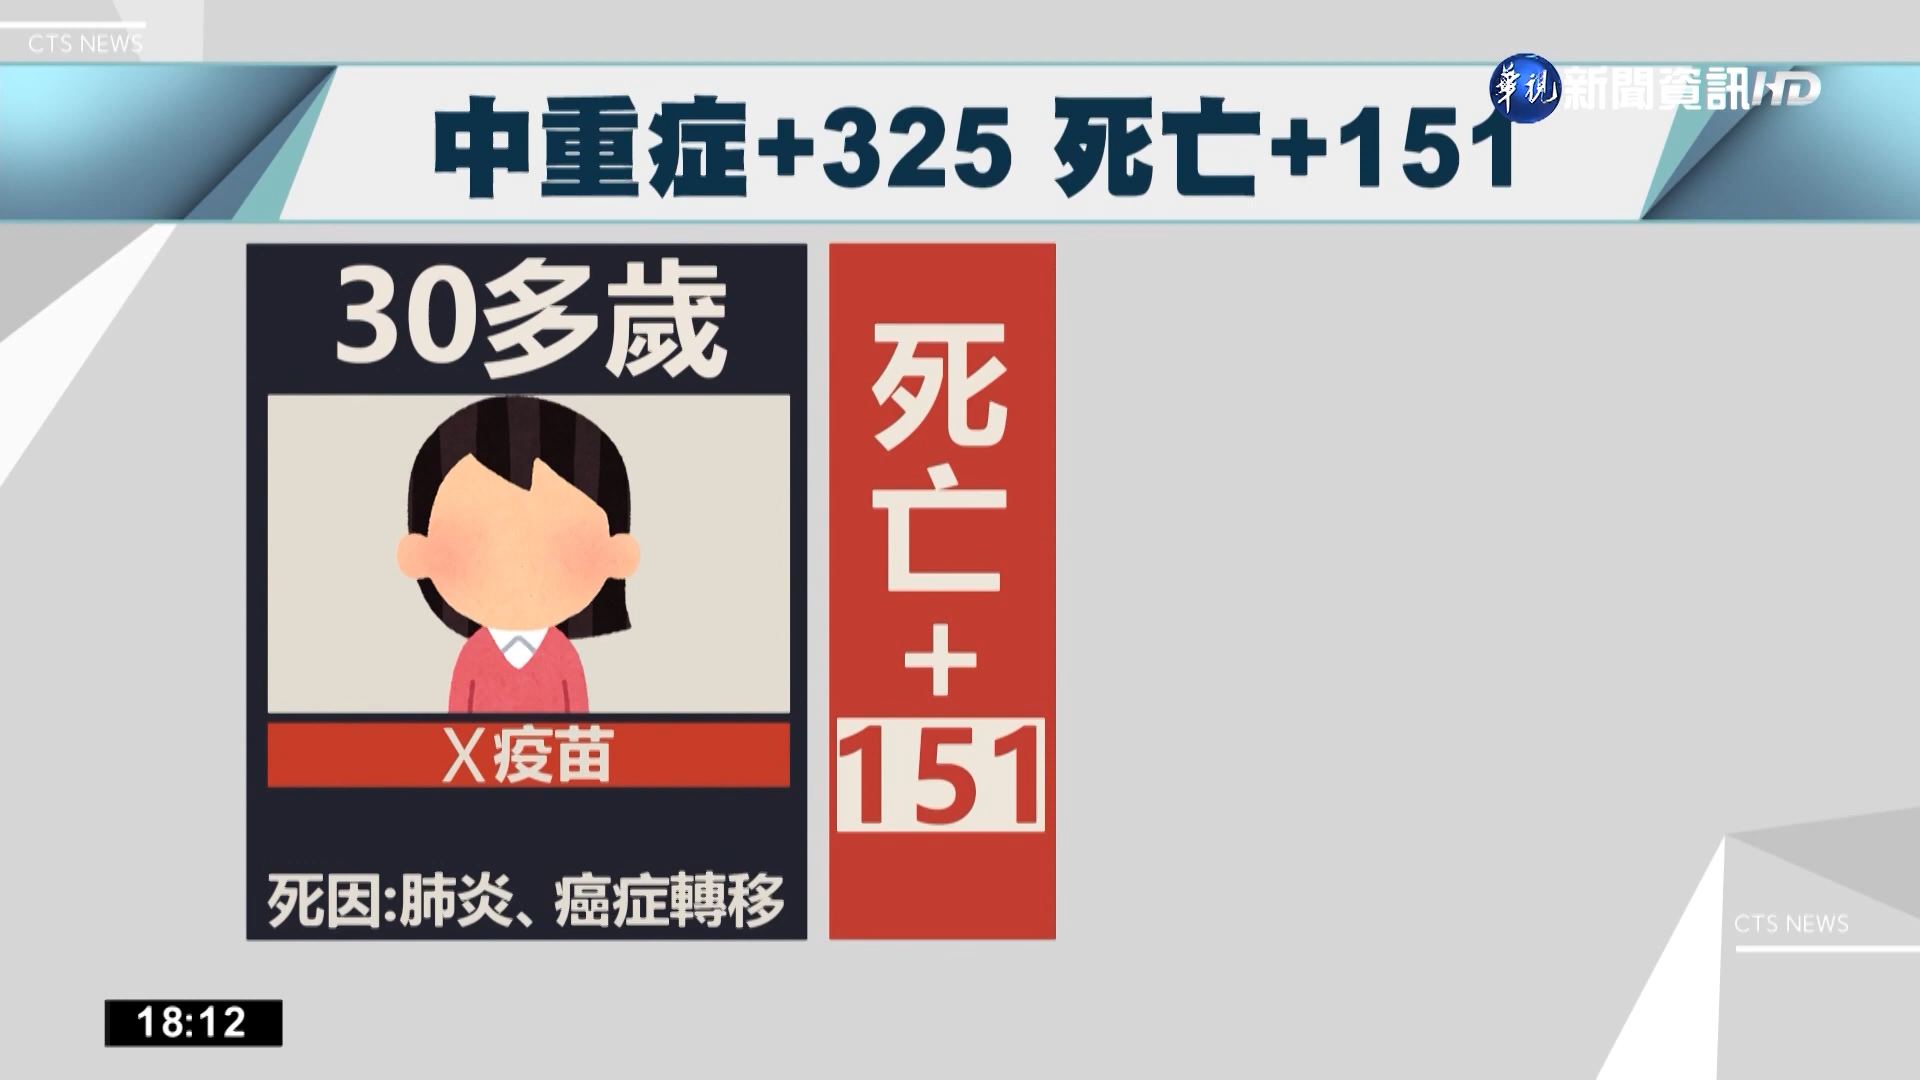 CTS NEWS
華視 新聞資訊HD
中重症+325 死亡+151
30多歲
X疫苗
死因:肺炎、癌症轉移
死亡+151
CTS NEWS
18:12